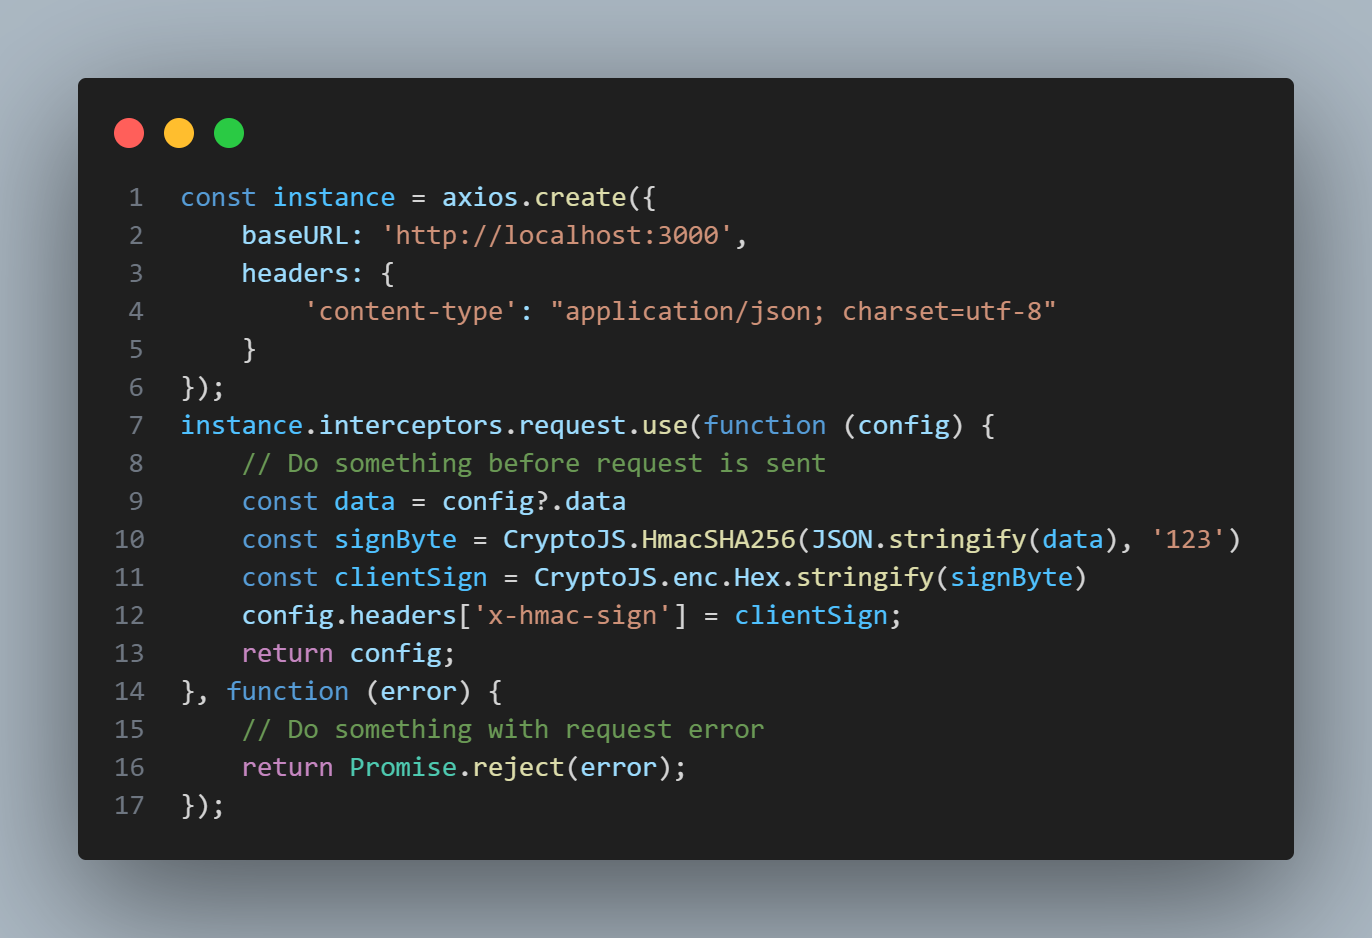 1 const instance = axios.create({
2     baseURL: 'http://localhost:3000',
3     headers: {
4         'content-type': "application/json; charset=utf-8"
5     }
6 });
7 instance.interceptors.request.use(function (config) {
8     // Do something before request is sent
9     const data = config?.data
10     const signByte = CryptoJS.HmacSHA256(JSON.stringify(data), '123')
11     const clientSign = CryptoJS.enc.Hex.stringify(signByte)
12     config.headers['x-hmac-sign'] = clientSign;
13     return config;
14 }, function (error) {
15     // Do something with request error
16     return Promise.reject(error);
17 });